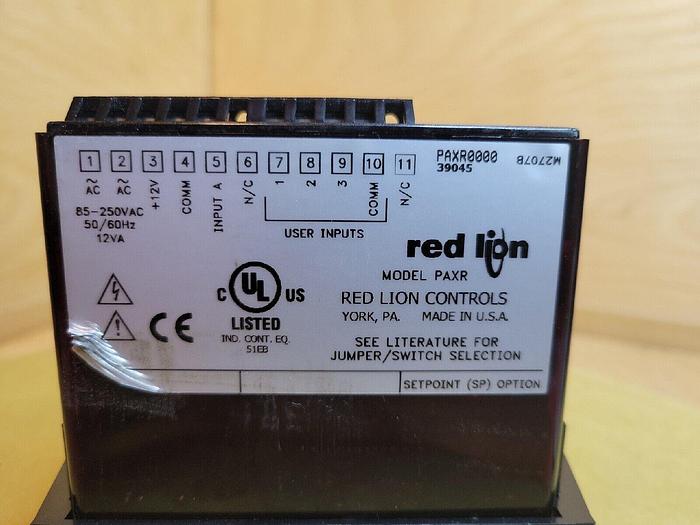 1 2 3 4 5 6 7 8 9 10 11 PAXR0000 M2707B
39045
~ AC ~ AC +12V COMM INPUT A N/C 1 2 3 COMM N/C
85-250VAC
50/60Hz
12VA
USER INPUTS
red lion
MODEL PAXR
RED LION CONTROLS
YORK, PA. MADE IN U.S.A.
C UL US
LISTED
IND. CONT. EQ.
51EB
CE
SEE LITERATURE FOR
JUMPER/SWITCH SELECTION
SETPOINT (SP) OPTION